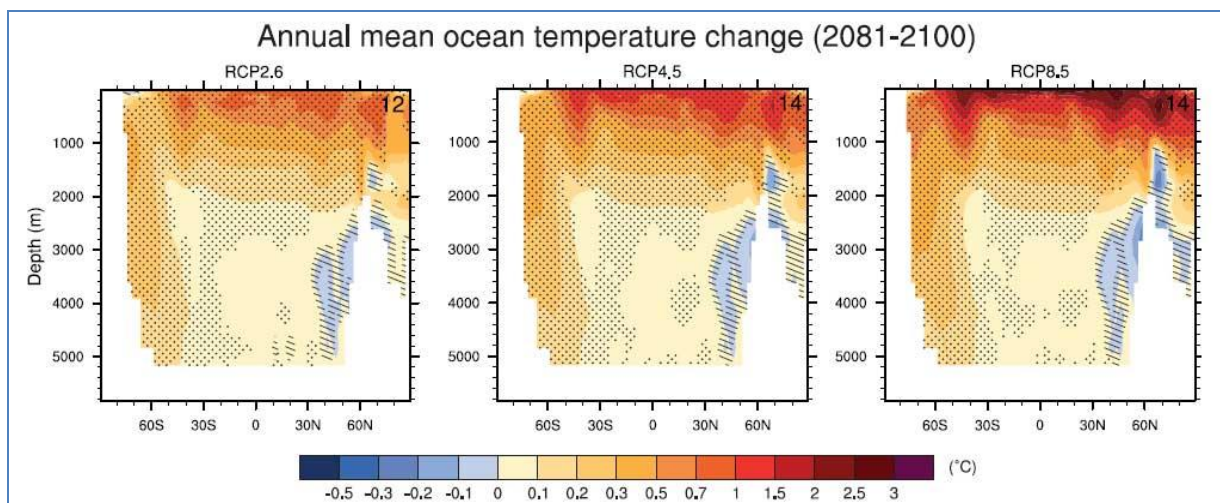 Annual mean ocean temperature change (2081-2100)
RCP2.6
RCP4.5
RCP8.5
12
14
14
Depth (m)
1000
2000
3000
4000
5000
1000
2000
3000
4000
5000
1000
2000
3000
4000
5000
60S 30S 0 30N 60N
60S 30S 0 30N 60N
60S 30S 0 30N 60N
(°C)
-0.5 -0.3 -0.2 -0.1 0 0.1 0.2 0.3 0.7 1 1.5 2 2.5 3